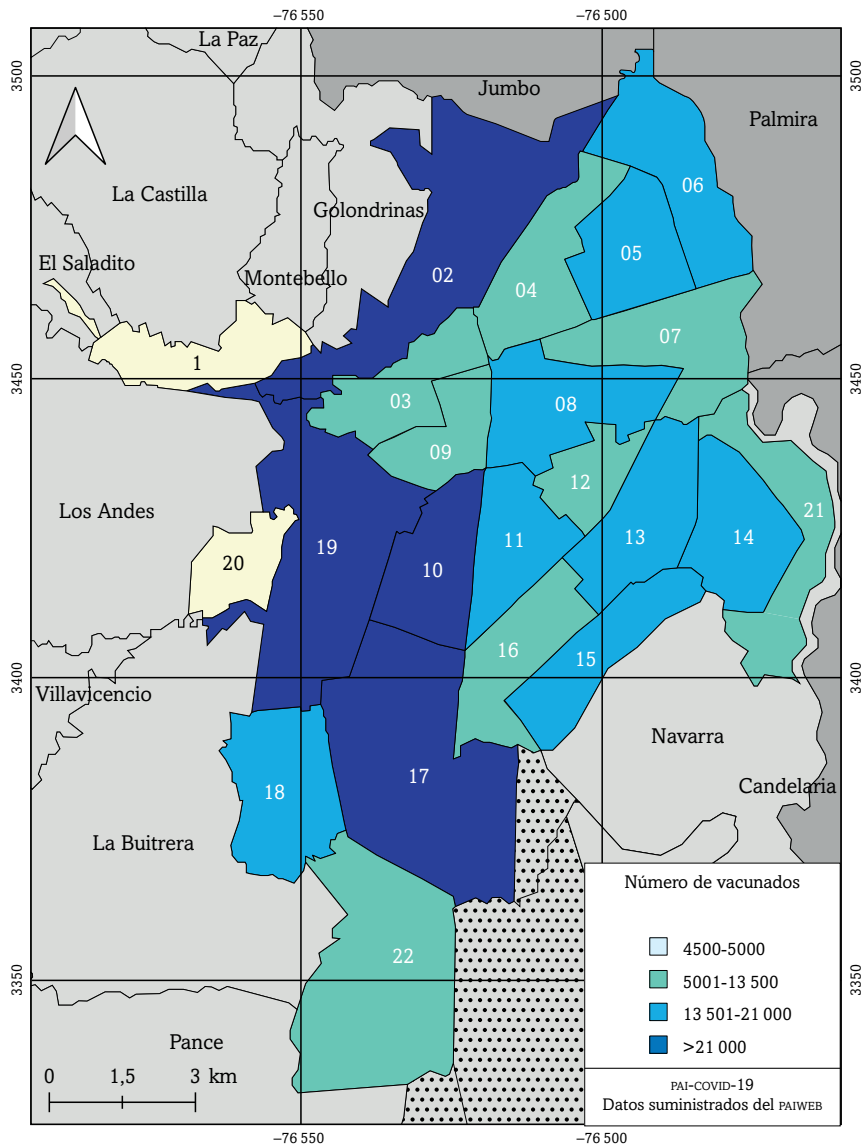 −76 550
−76 500
La Paz
3500
3500
Jumbo
Palmira
06
La Castilla
Golondrinas
05
El Saladito
Montebello
02
04
07
1
3450
3450
03
08
09
12
21
Los Andes
19
11
13
14
20
10
16
15
3400
3400
Villavicencio
Navarra
17
18
Candelaria
La Buitrera
Número de vacunados
4500-5000
5001-13 500
13 501-21 000
>21 000
22
3350
3350
Pance
0 1,5 3 km
PAI-COVID-19
Datos suministrados del PAIWEB
−76 550
−76 500